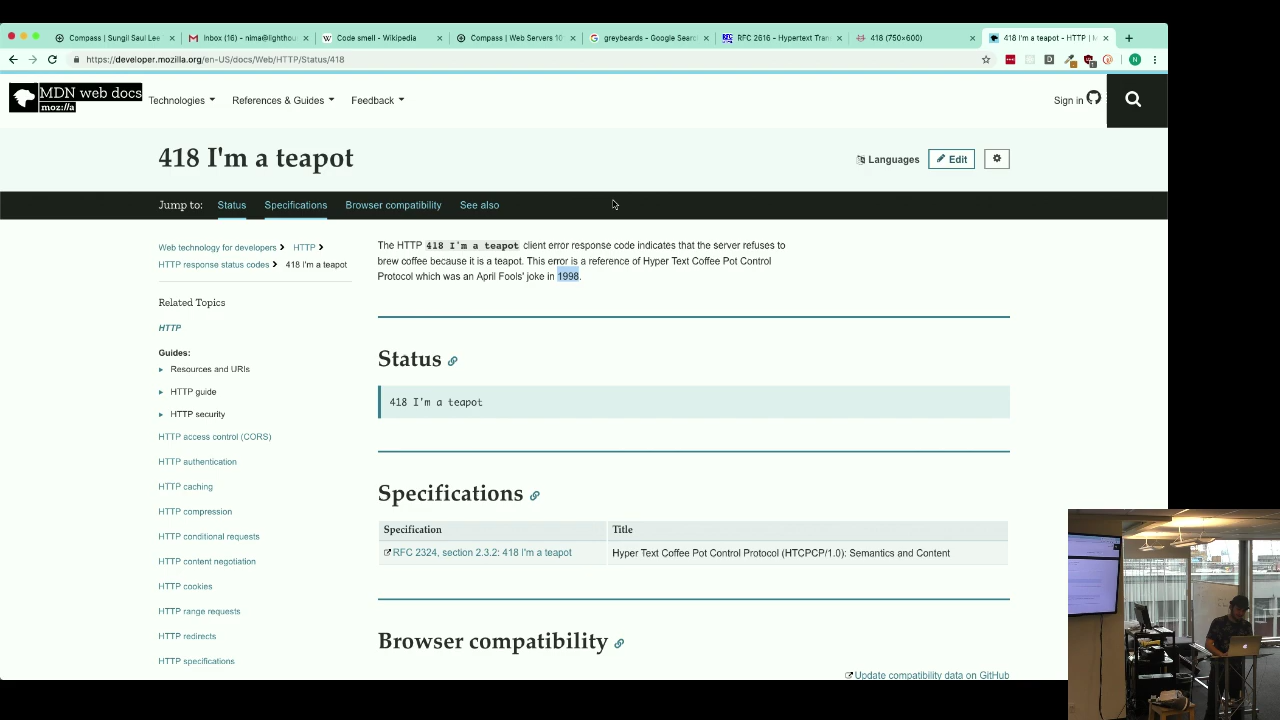 Compass | Sungil Saul Lee
Inbox (16) - nima@lightho
Code smell - Wikipedia
Compass | Web Servers 10
greybeards - Google Searc
RFC 2616 - Hypertext Tran
418 (750×600)
418 I'm a teapot - HTTP | M
https://developer.mozilla.org/en-US/docs/Web/HTTP/Status/418
N
MDN web docs
moz://a
Technologies
References & Guides
Feedback
Sign in
418 I'm a teapot
Languages
Edit
Jump to:
Status
Specifications
Browser compatibility
See also
Web technology for developers
HTTP
HTTP response status codes
418 I'm a teapot
Related Topics
HTTP
Guides:
Resources and URIs
HTTP guide
HTTP security
HTTP access control (CORS)
HTTP authentication
HTTP caching
HTTP compression
HTTP conditional requests
HTTP content negotiation
HTTP cookies
HTTP range requests
HTTP redirects
HTTP specifications
The HTTP 418 I'm a teapot client error response code indicates that the server refuses to
brew coffee because it is a teapot. This error is a reference of Hyper Text Coffee Pot Control
Protocol which was an April Fools' joke in 1998.
Status
418 I'm a teapot
Specifications
Specification
Title
RFC 2324, section 2.3.2: 418 I'm a teapot
Hyper Text Coffee Pot Control Protocol (HTCPCP/1.0): Semantics and Content
Browser compatibility
Update compatibility data on GitHub